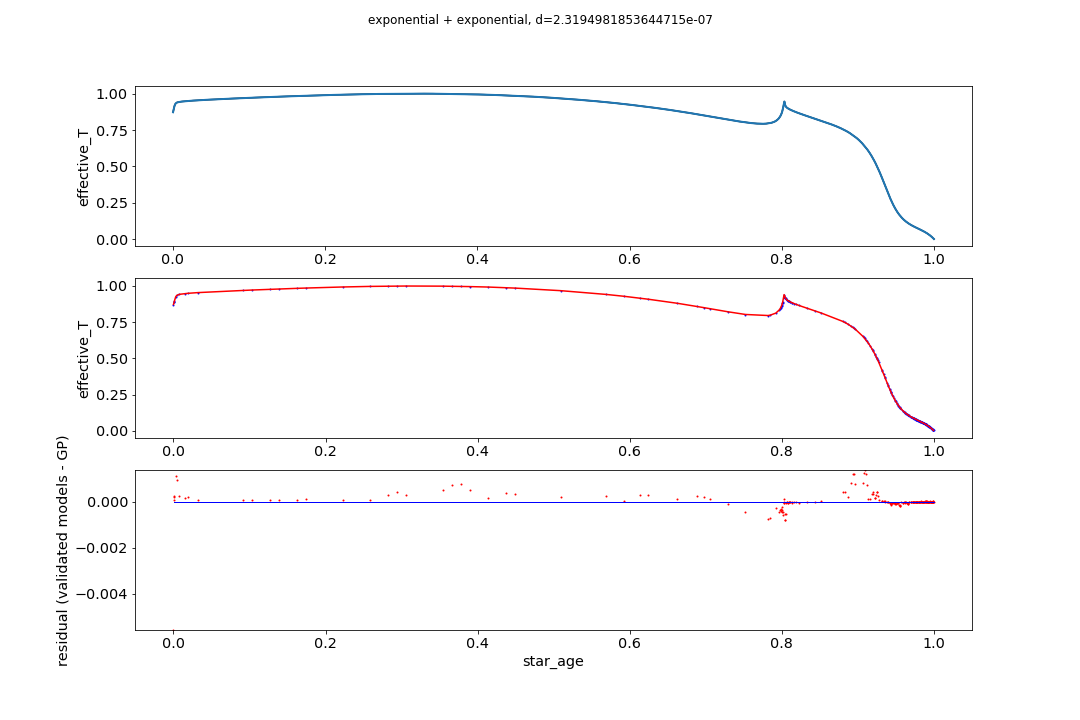 exponential + exponential, d=2.3194981853644715e-07
effective_T
1.00
0.75
0.50
0.25
0.00
0.0 0.2 0.4 0.6 0.8 1.0
effective_T
1.00
0.75
0.50
0.25
0.00
0.0 0.2 0.4 0.6 0.8 1.0
residual (validated models - GP)
0.000
−0.002
−0.004
0.0 0.2 0.4 0.6 0.8 1.0
star_age